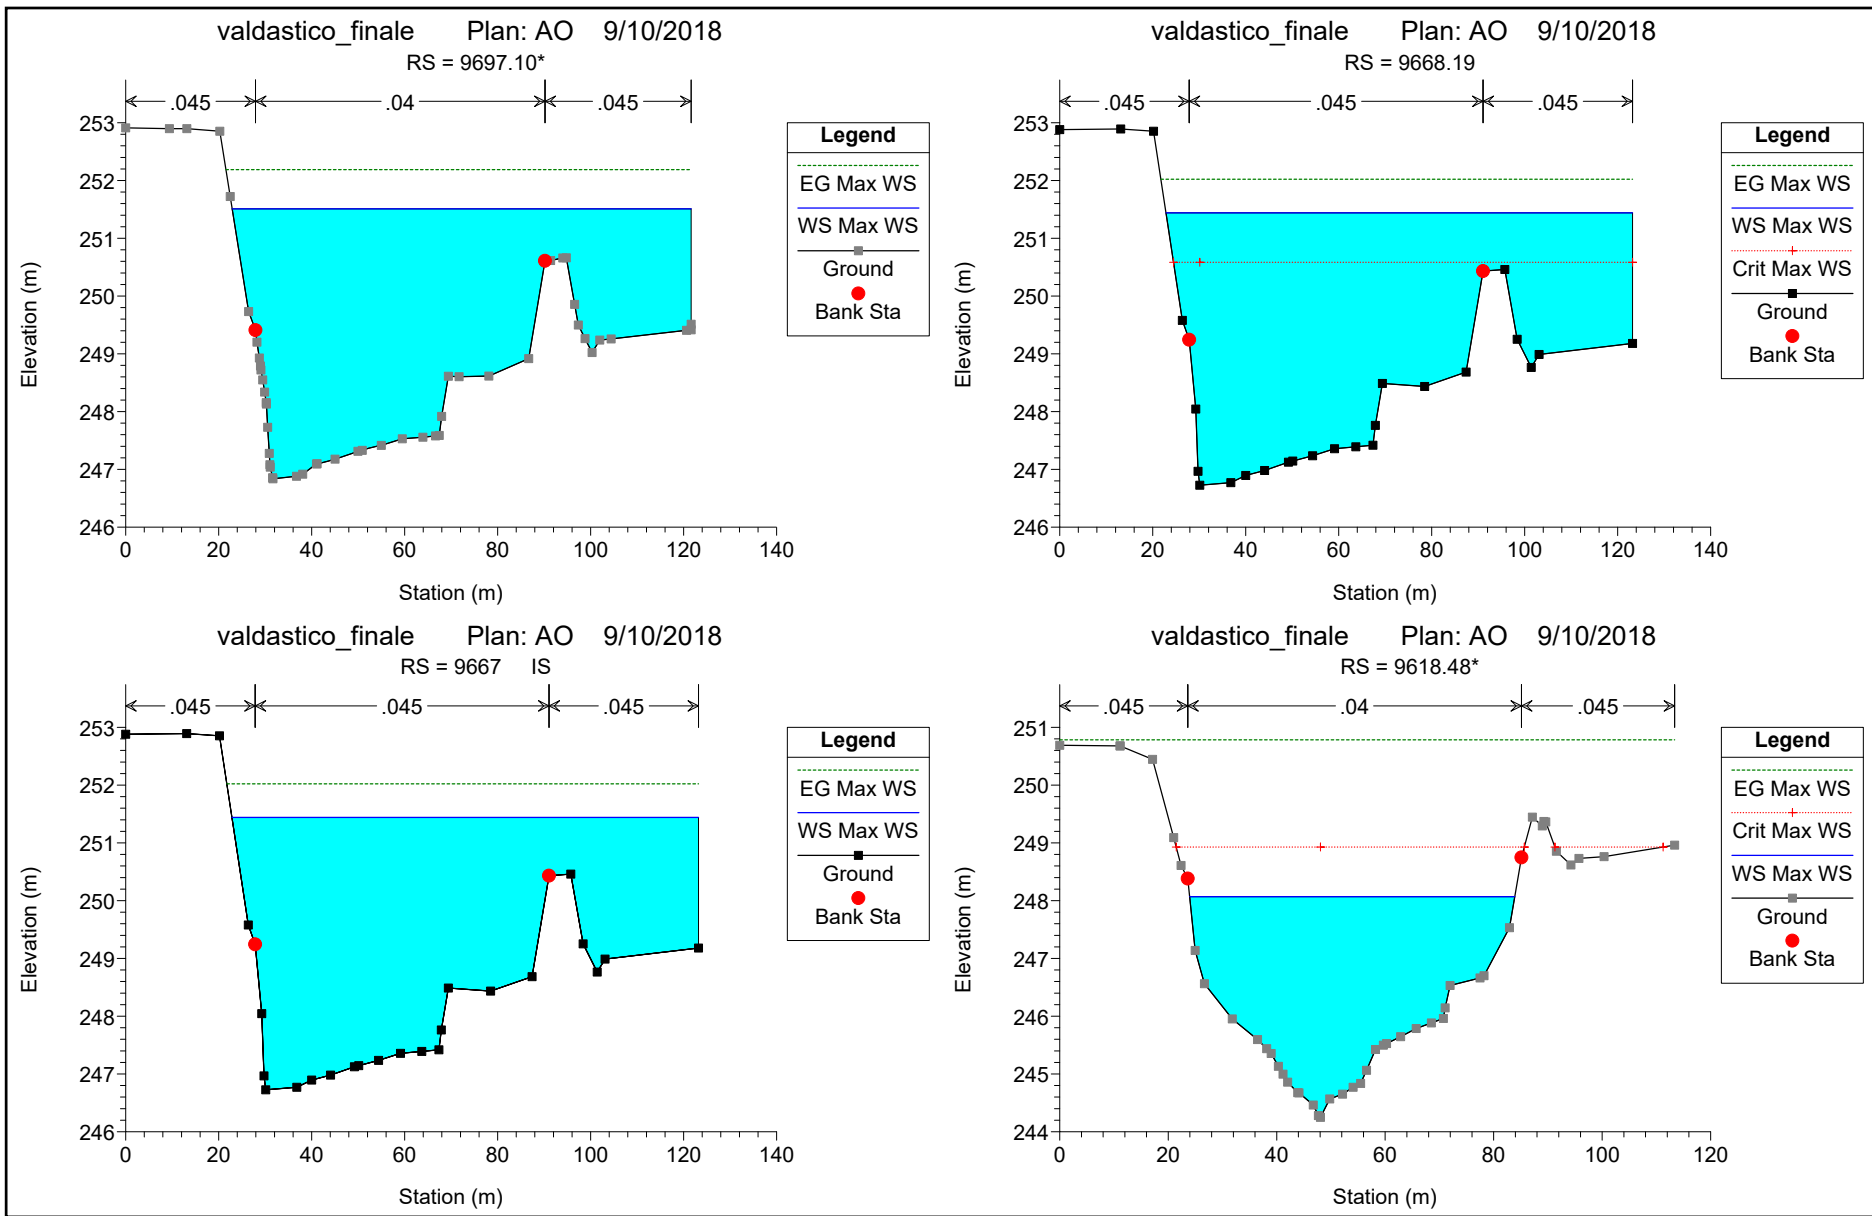 valdastico_finale Plan: AO 9/10/2018
RS = 9697.10*
.045 .04 .045
253
252
251
250
249
248
247
246
0 20 40 60 80 100 120 140
Station (m)
Elevation (m)
Legend
EG Max WS
WS Max WS
Ground
Bank Sta
valdastico_finale Plan: AO 9/10/2018
RS = 9668.19
.045 .045 .045
253
252
251
250
249
248
247
246
0 20 40 60 80 100 120 140
Station (m)
Elevation (m)
Legend
EG Max WS
WS Max WS
Crit Max WS
Ground
Bank Sta
valdastico_finale Plan: AO 9/10/2018
RS = 9667 IS
.045 .045 .045
253
252
251
250
249
248
247
246
0 20 40 60 80 100 120 140
Station (m)
Elevation (m)
Legend
EG Max WS
WS Max WS
Ground
Bank Sta
valdastico_finale Plan: AO 9/10/2018
RS = 9618.48*
.045 .04 .045
251
250
249
248
247
246
245
244
0 20 40 60 80 100 120
Station (m)
Elevation (m)
Legend
EG Max WS
Crit Max WS
WS Max WS
Ground
Bank Sta